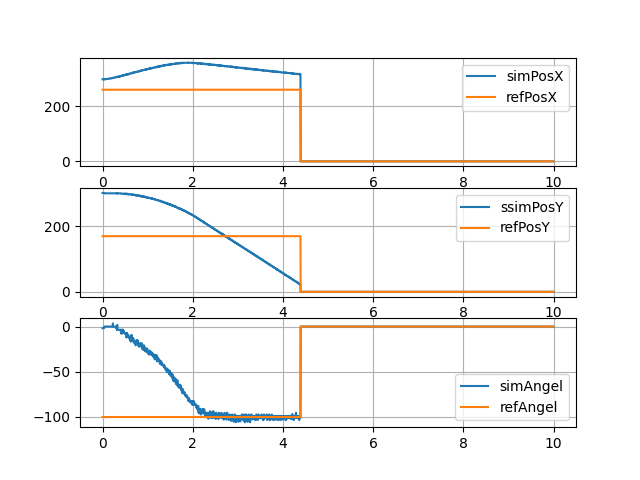 simPosX
refPosX
200
0
0 2 4 6 8 10
ssimPosY
refPosY
200
0
0 2 4 6 8 10
0
−50
−100
simAngel
refAngel
0 2 4 6 8 10